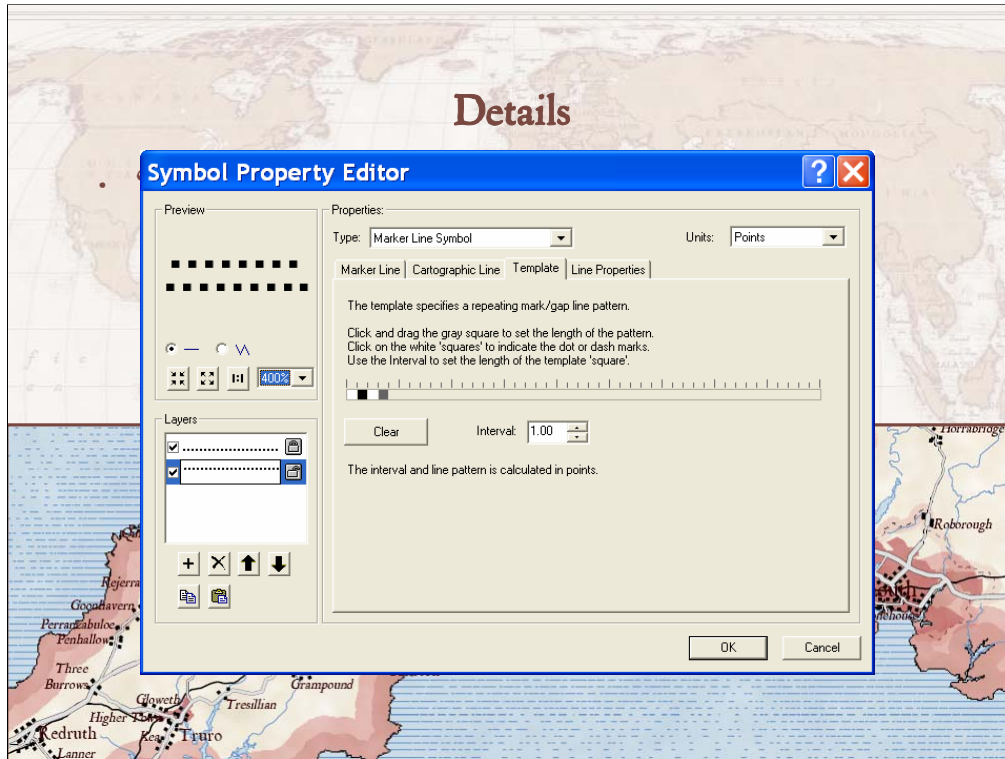 Details
Symbol Property Editor
Preview
400%
Layers
Properties:
Type: Marker Line Symbol
Units: Points
Marker Line Cartographic Line Template Line Properties
The template specifies a repeating mark/gap line pattern.
Click and drag the gray square to set the length of the pattern.
Click on the white 'squares' to indicate the dot or dash marks.
Use the Interval to set the length of the template 'square'.
Clear
Interval: 1.00
The interval and line pattern is calculated in points.
OK Cancel
Horrabridge
Roborough
Goonhavern
Perranzabuloe
Penhallow
Three
Burrows
Gloweth
Tresillian
Grampound
Higher
Kea
Truro
Redruth
Lanner